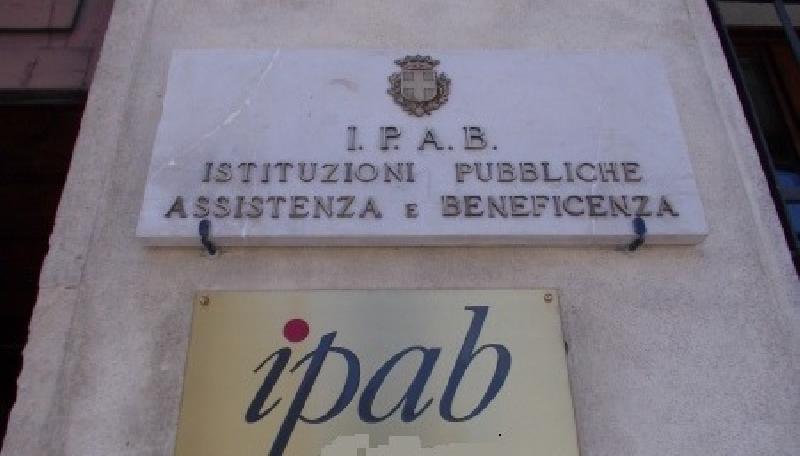 I. P. A. B.
ISTITUZIONI PUBBLICHE
ASSISTENZA E BENEFICENZA
ipab